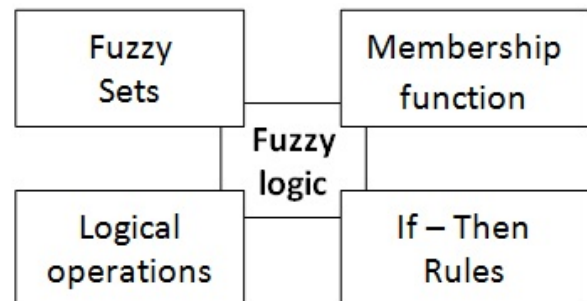 Fuzzy
Sets
Membership
function
Fuzzy
logic
Logical
operations
If – Then
Rules